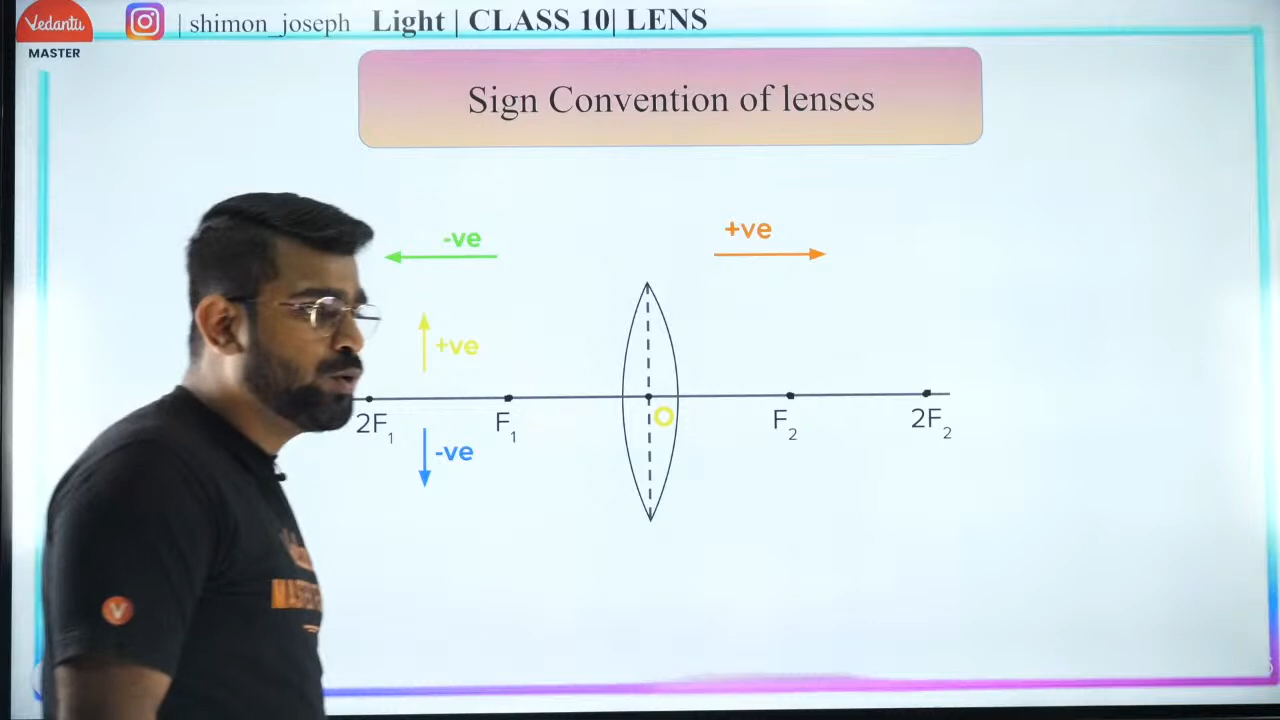 Vedantu
MASTER
| shimon_joseph
Light | CLASS 10| LENS
Sign Convention of lenses
-ve
+ve
+ve
2F1
F1
O
F2
2F2
-ve
V